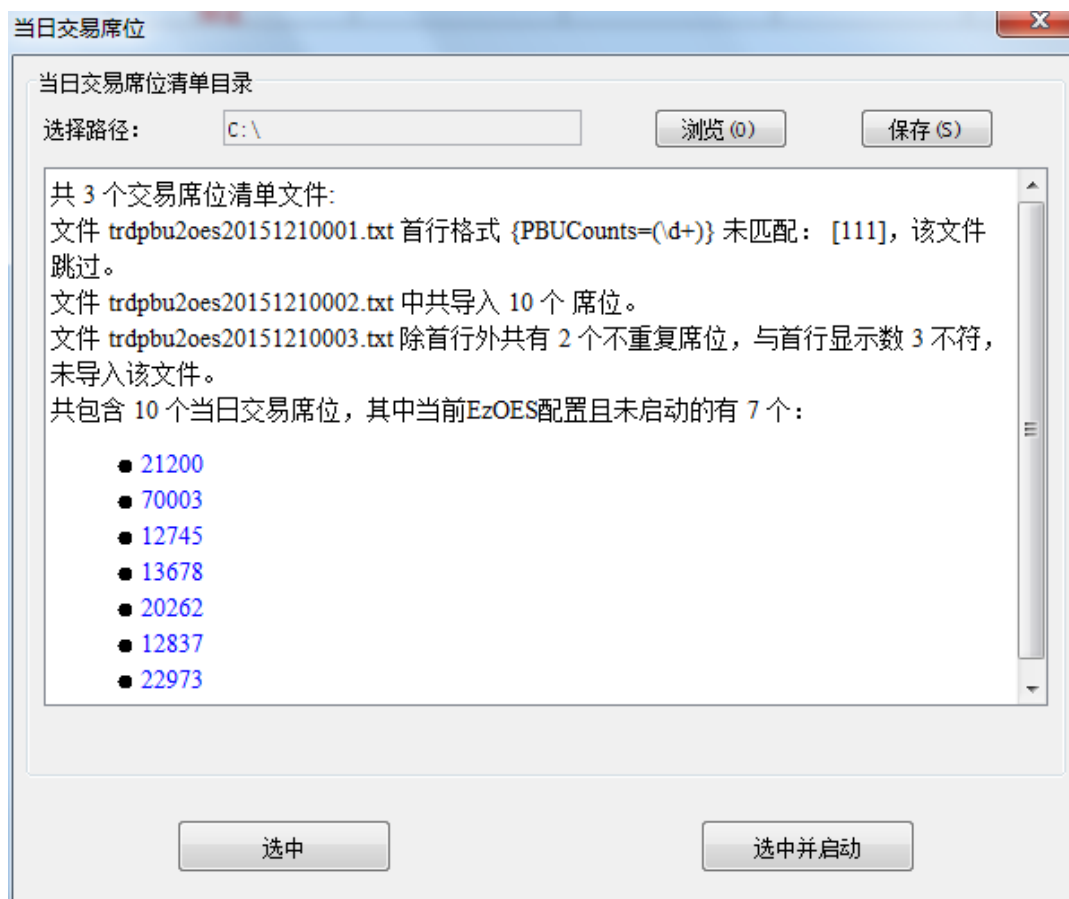 当日交易席位
当日交易席位清单目录
选择路径： C:\ 浏览(O) 保存(S)
共 3 个交易席位清单文件:
文件 trdpbu2oes20151210001.txt 首行格式 {PBUCounts=(\d+)} 未匹配： [111]，该文件
跳过。
文件 trdpbu2oes20151210002.txt 中共导入 10 个 席位。
文件 trdpbu2oes20151210003.txt 除首行外共有 2 个不重复席位，与首行显示数 3 不符，
未导入该文件。
共包含 10 个当日交易席位，其中当前EzOES配置且未启动的有 7 个：
● 21200
● 70003
● 12745
● 13678
● 20262
● 12837
● 22973
选中 选中并启动